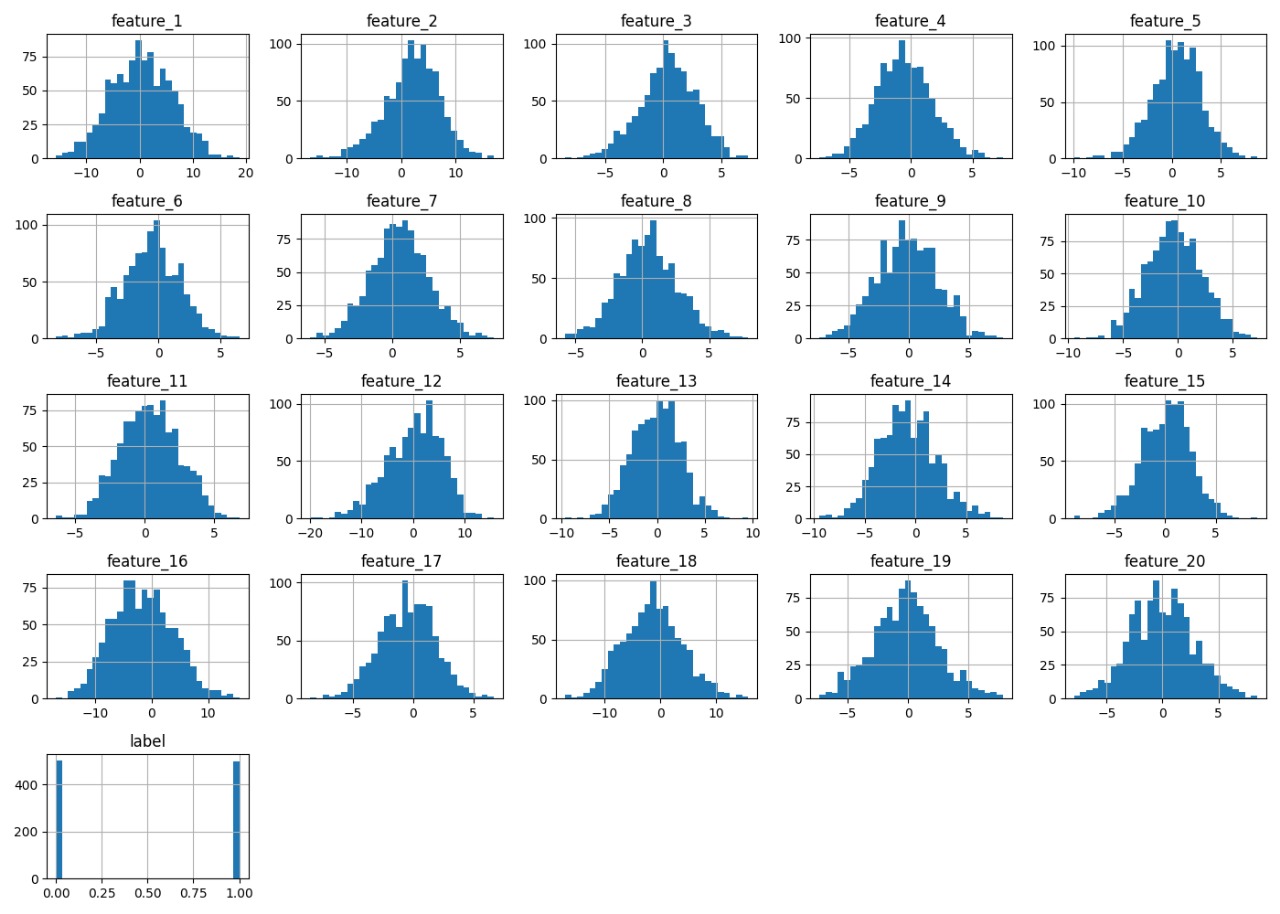 feature_1 feature_2 feature_3 feature_4 feature_5
75 50 25 0 −10 0 10 20
100 50 0 −10 0 10
100 50 0 −5 0 5
100 50 0 −5 0 5
100 50 0 −10 −5 0 5
feature_6 feature_7 feature_8 feature_9 feature_10
100 50 0 −5 0 5
75 50 25 0 −5 0 5
100 50 0 −5 0 5
75 50 25 0 −5 0 5
75 50 25 0 −10 −5 0 5
feature_11 feature_12 feature_13 feature_14 feature_15
75 50 25 0 −5 0 5
100 50 0 −20 −10 0 10
100 50 0 −10 −5 0 5 10
75 50 25 0 −10 −5 0 5
100 50 0 −5 0 5
feature_16 feature_17 feature_18 feature_19 feature_20
75 50 25 0 −10 0 10
100 50 0 −5 0 5
100 50 0 −10 0 10
75 50 25 0 −5 0 5
75 50 25 0 −5 0 5
label
400 200 0 0.00 0.25 0.50 0.75 1.00